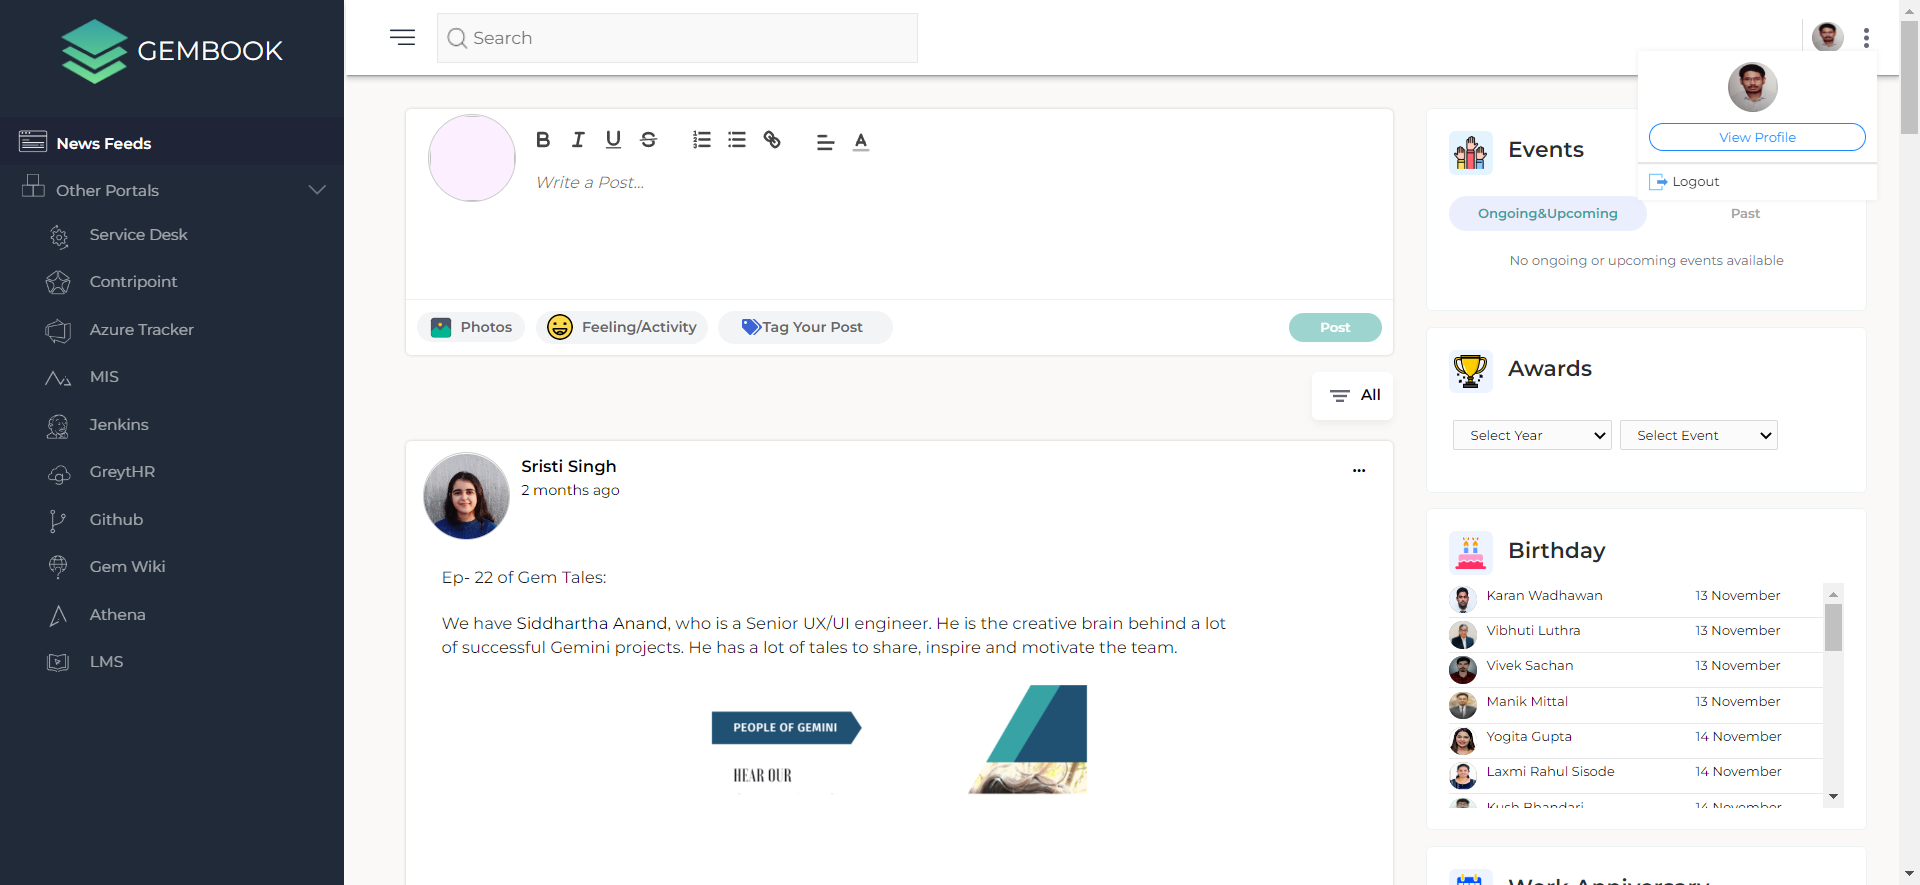 GEMBOOK
News Feeds
Other Portals
Service Desk
Contripoint
Azure Tracker
MIS
Jenkins
GreytHR
Github
Gem Wiki
Athena
LMS
Search
View Profile
Logout
B I U S A
Write a Post...
Photos
Feeling/Activity
Tag Your Post
Post
All
Sristi Singh
2 months ago
Ep- 22 of Gem Tales:
We have Siddhartha Anand, who is a Senior UX/UI engineer. He is the creative brain behind a lot
of successful Gemini projects. He has a lot of tales to share, inspire and motivate the team.
PEOPLE OF GEMINI
HEAR OUR
Events
Ongoing&Upcoming
Past
No ongoing or upcoming events available
Awards
Select Year
Select Event
Birthday
Karan Wadhawan 13 November
Vibhuti Luthra 13 November
Vivek Sachan 13 November
Manik Mittal 13 November
Yogita Gupta 14 November
Laxmi Rahul Sisode 14 November
Kush Bhandari 14 November
Work Anniversary